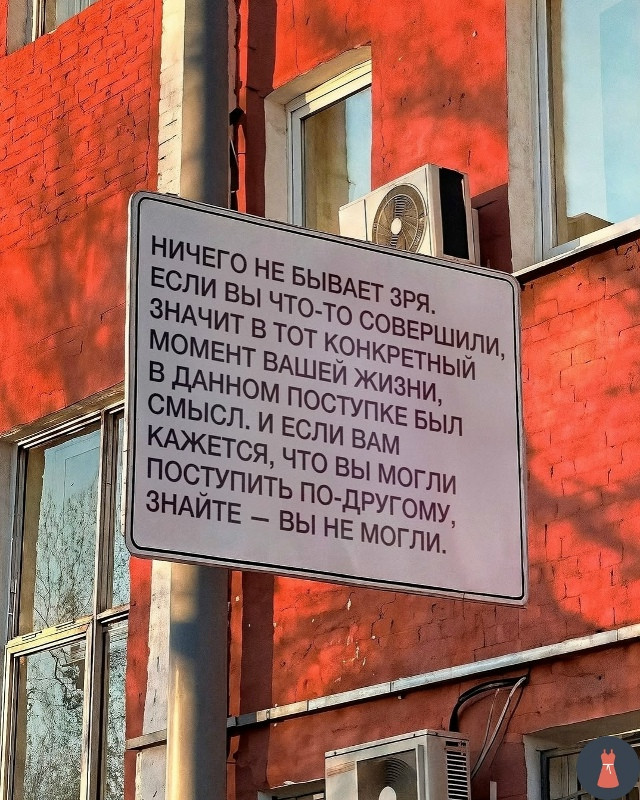 НИЧЕГО НЕ БЫВАЕТ ЗРЯ.
ЕСЛИ ВЫ ЧТО-ТО СОВЕРШИЛИ,
ЗНАЧИТ В ТОТ КОНКРЕТНЫЙ
МОМЕНТ ВАШЕЙ ЖИЗНИ,
В ДАННОМ ПОСТУПКЕ БЫЛ
СМЫСЛ. И ЕСЛИ ВАМ
КАЖЕТСЯ, ЧТО ВЫ МОГЛИ
ПОСТУПИТЬ ПО-ДРУГОМУ,
ЗНАЙТЕ — ВЫ НЕ МОГЛИ.